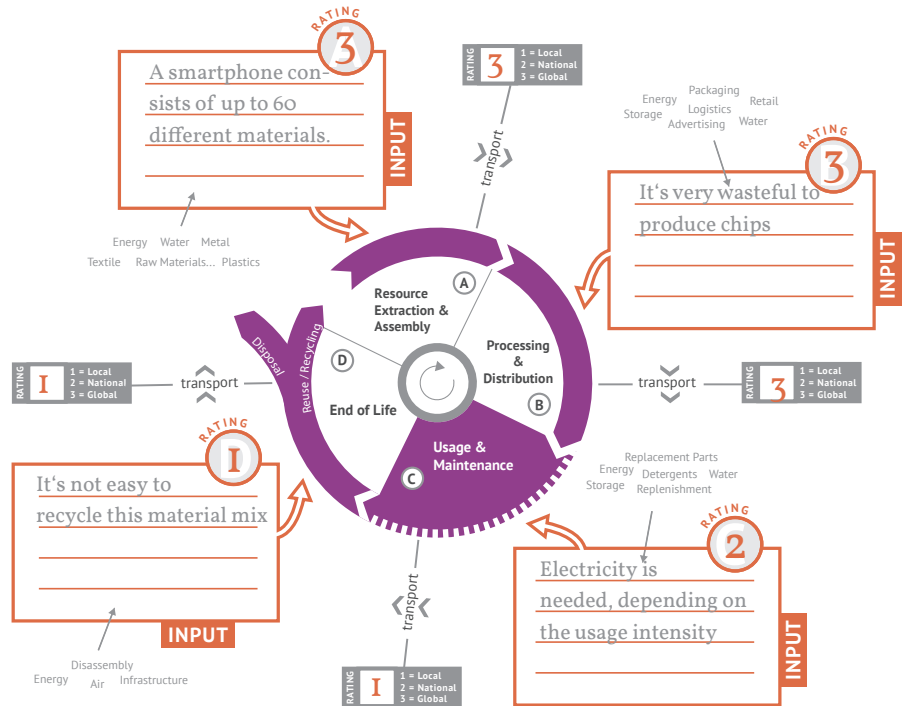 RATING
3
A smartphone con-
sists of up to 60
different materials.
INPUT
Energy Water Metal
Textile Raw Materials... Plastics
RATING
3
1 = Local
2 = National
3 = Global
transport
Packaging
Energy Retail
Logistics
Storage Water
Advertising
RATING
3
It‘s very wasteful to
produce chips
INPUT
A
Resource
Extraction &
Assembly
Processing
&
Distribution
B
Usage &
Maintenance
C
D
End of Life
Reuse / Recycling
Disposal
RATING
1
1 = Local
2 = National
3 = Global
transport
transport
RATING
3
1 = Local
2 = National
3 = Global
RATING
D
1
It's not easy to
recycle this material mix
INPUT
Disassembly
Energy Air Infrastructure
transport
RATING
1
1 = Local
2 = National
3 = Global
Replacement Parts
Energy Detergents Water
Storage Replenishment
RATING
2
Electricity is
needed, depending on
the usage intensity
INPUT